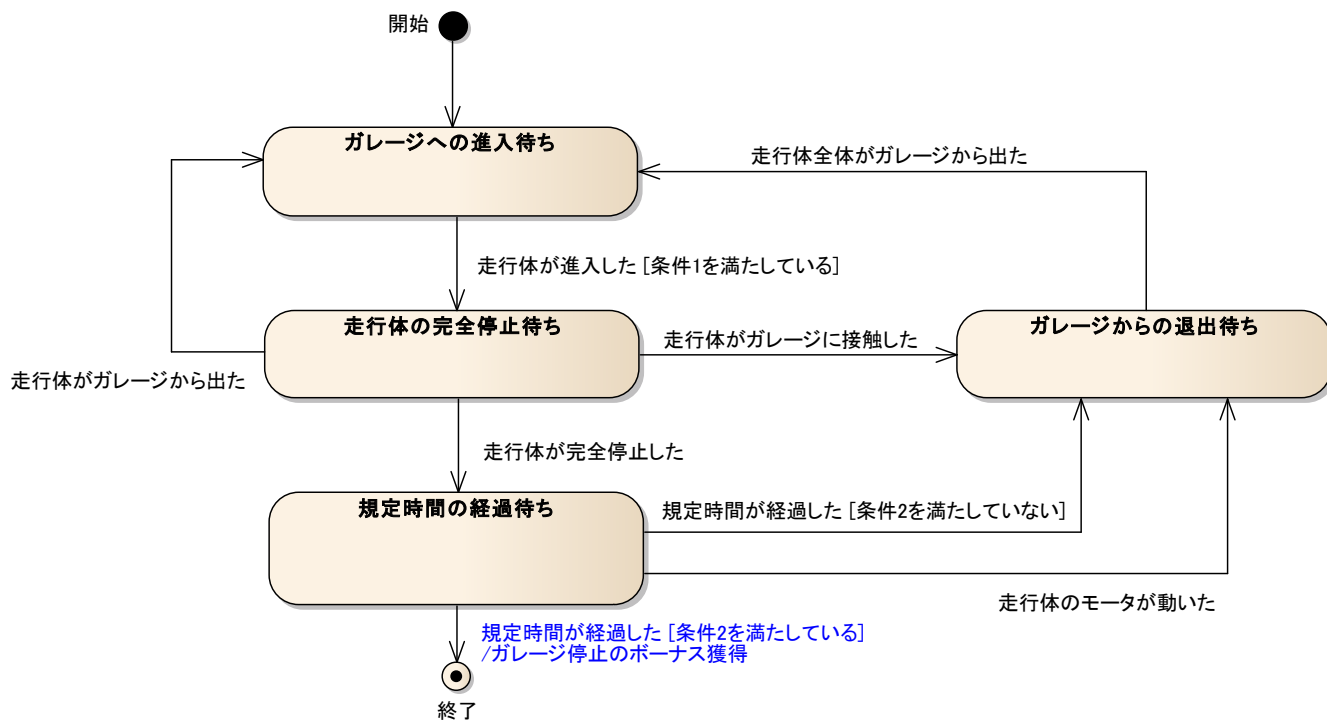 開始
ガレージへの進入待ち
走行体全体がガレージから出た
走行体が進入した [条件1を満たしている]
走行体の完全停止待ち
ガレージからの退出待ち
走行体がガレージに接触した
走行体がガレージから出た
走行体が完全停止した
規定時間の経過待ち
規定時間が経過した [条件2を満たしていない]
走行体のモータが動いた
規定時間が経過した [条件2を満たしている]
/ガレージ停止のボーナス獲得
終了